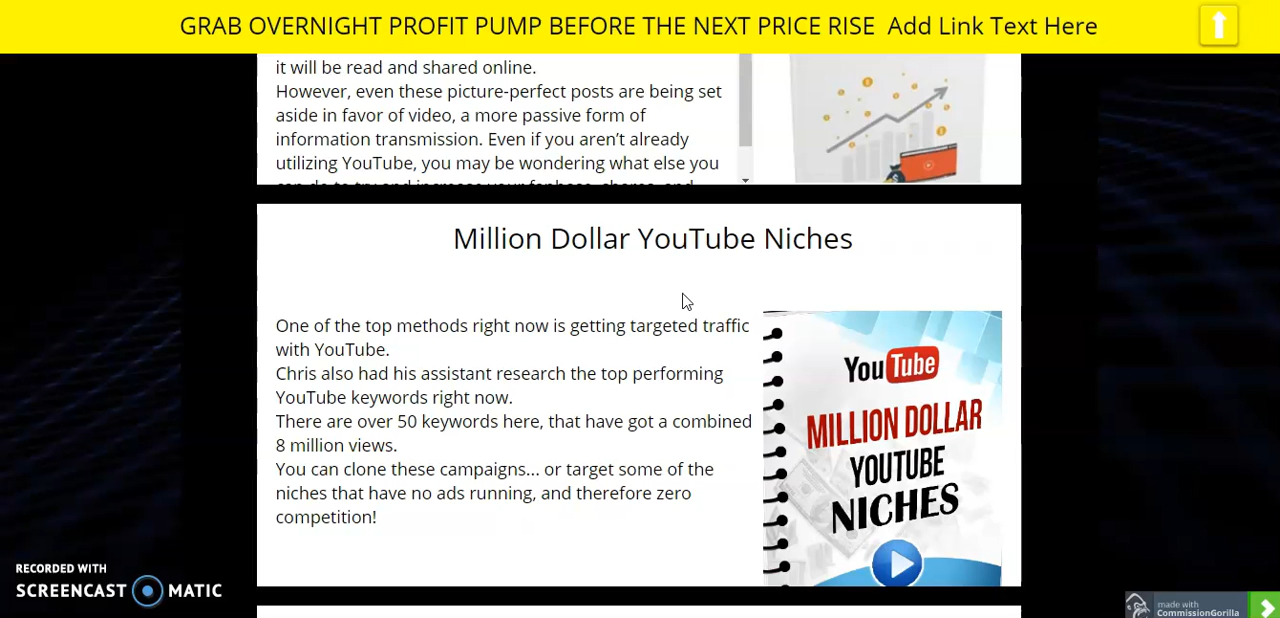 GRAB OVERNIGHT PROFIT PUMP BEFORE THE NEXT PRICE RISE Add Link Text Here
it will be read and shared online.
However, even these picture-perfect posts are being set
aside in favor of video, a more passive form of
information transmission. Even if you aren't already
utilizing YouTube, you may be wondering what else you
Million Dollar YouTube Niches
One of the top methods right now is getting targeted traffic
with YouTube.
Chris also had his assistant research the top performing
YouTube keywords right now.
There are over 50 keywords here, that have got a combined
8 million views.
You can clone these campaigns... or target some of the
niches that have no ads running, and therefore zero
competition!
YouTube
MILLION DOLLAR
YOUTUBE
NICHES
RECORDED WITH
SCREENCAST MATIC
made with
CommissionGorilla